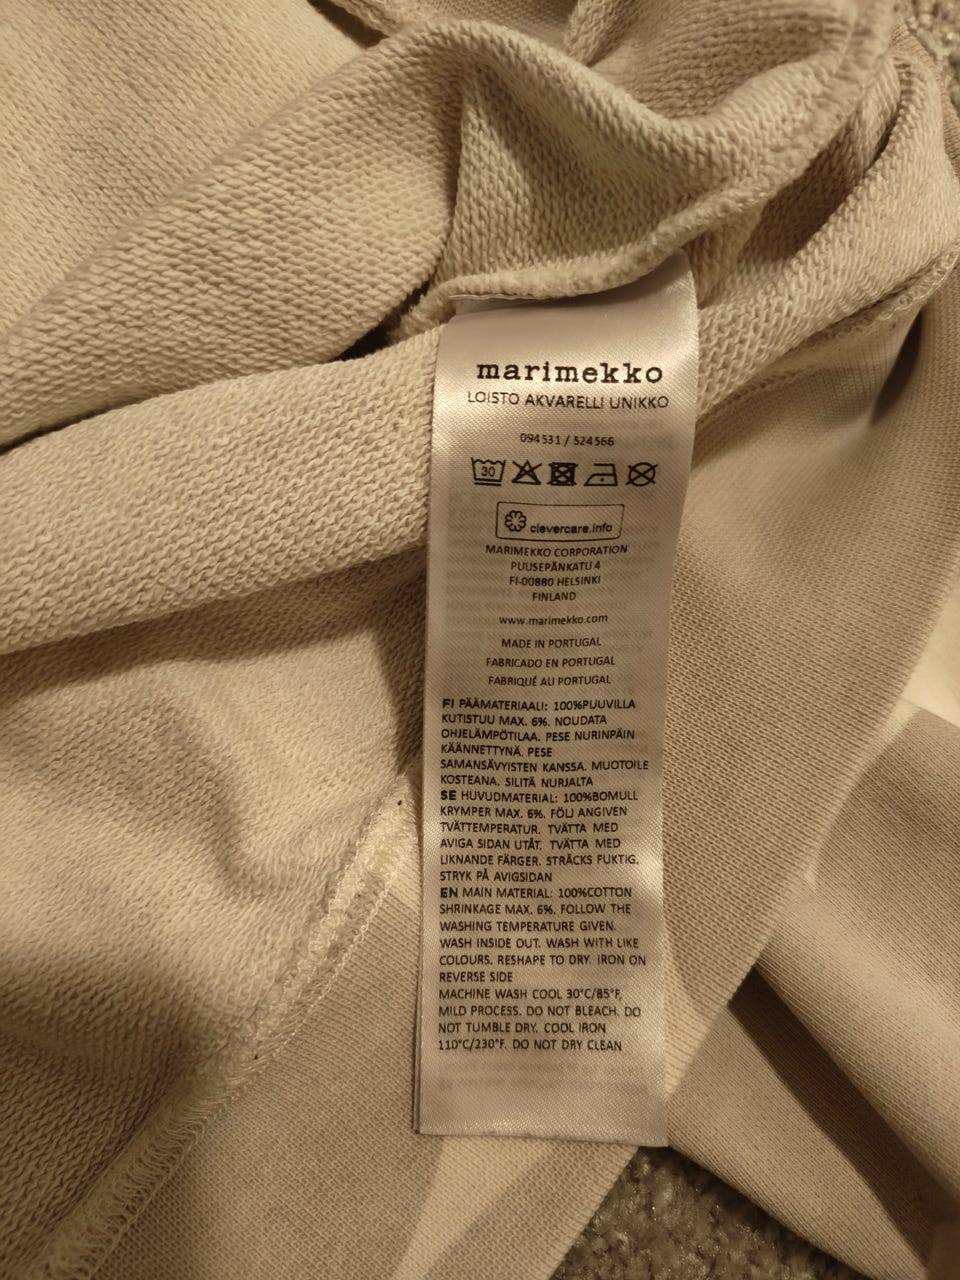 marimekko
LOISTO AKVARELLI UNIKKO
094531 / 524566
30
clevercare.info
MARIMEKKO CORPORATION
PUUSEPÄNKATU 4
FI-00880 HELSINKI
FINLAND
www.marimekko.com
MADE IN PORTUGAL
FABRICADO EN PORTUGAL
FABRIQUÉ AU PORTUGAL
FI PÄÄMATERIAALI: 100%PUUVILLA
KUTISTUU MAX. 6%. NOUDATA
OHJELÄMPÖTILAA. PESE NURINPÄIN
KÄÄNNETTYNÄ. PESE
SAMANSÄVYISTEN KANSSA. MUOTOILE
KOSTEANA. SILITÄ NURJALTA
SE HUVUDMATERIAL: 100%BOMULL
KRYMPER MAX. 6%. FÖLJ ANGIVEN
TVÄTTEMPERATUR. TVÄTTA MED
AVIGA SIDAN UTÅT. TVÄTTA MED
LIKNANDE FÄRGER. STRÄCKS FUKTIG.
STRYK PÅ AVIGSIDAN
EN MAIN MATERIAL: 100%COTTON
SHRINKAGE MAX. 6%. FOLLOW THE
WASHING TEMPERATURE GIVEN.
WASH INSIDE OUT. WASH WITH LIKE
COLOURS. RESHAPE TO DRY. IRON ON
REVERSE SIDE
MACHINE WASH COOL 30°C/85°F,
MILD PROCESS. DO NOT BLEACH. DO
NOT TUMBLE DRY. COOL IRON
110°C/230°F. DO NOT DRY CLEAN